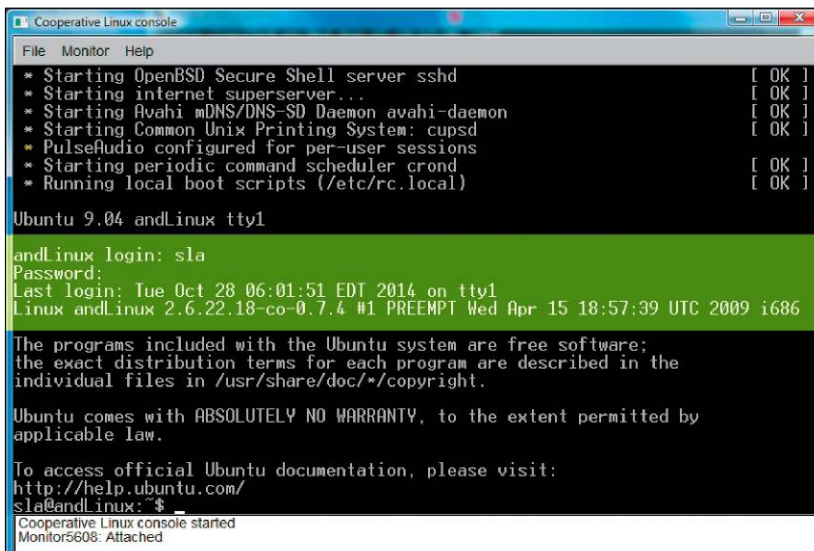 Cooperative Linux console
File Monitor Help
* Starting OpenBSD Secure Shell server sshd [ OK ]
* Starting internet superserver... [ OK ]
* Starting Avahi mDNS/DNS-SD Daemon avahi-daemon [ OK ]
* Starting Common Unix Printing System: cupsd [ OK ]
* PulseAudio configured for per-user sessions
* Starting periodic command scheduler crond [ OK ]
* Running local boot scripts (/etc/rc.local) [ OK ]
Ubuntu 9.04 andLinux tty1
andLinux login: sla
Password:
Last login: Tue Oct 28 06:01:51 EDT 2014 on tty1
Linux andLinux 2.6.22.18-co-0.7.4 #1 PREEMPT Wed Apr 15 18:57:39 UTC 2009 i686
The programs included with the Ubuntu system are free software;
the exact distribution terms for each program are described in the
individual files in /usr/share/doc/*/copyright.
Ubuntu comes with ABSOLUTELY NO WARRANTY, to the extent permitted by
applicable law.
To access official Ubuntu documentation, please visit:
http://help.ubuntu.com/
sla@andLinux:~$ _
Cooperative Linux console started
Monitor5608: Attached